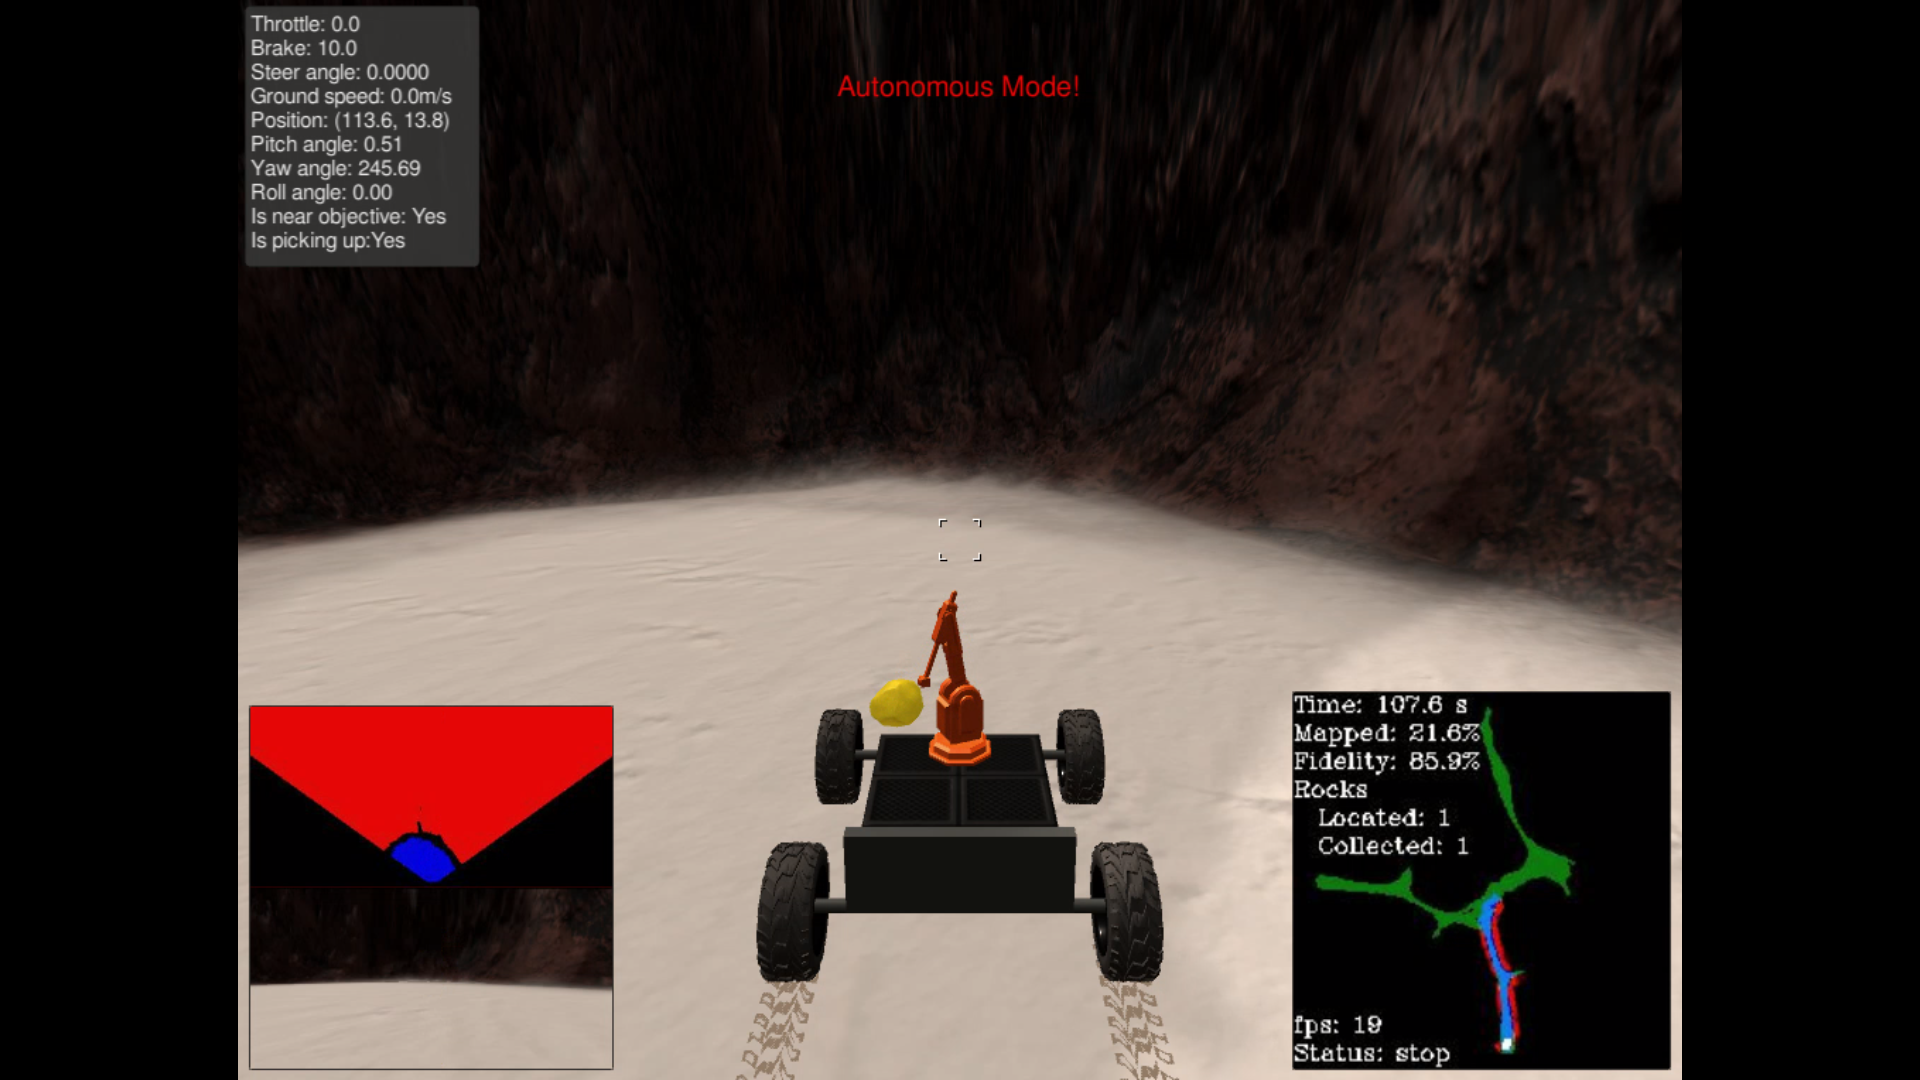 Throttle: 0.0
Brake: 10.0
Steer angle: 0.0000
Ground speed: 0.0m/s
Position: (113.6, 13.8)
Pitch angle: 0.51
Yaw angle: 245.69
Roll angle: 0.00
Is near objective: Yes
Is picking up:Yes
Autonomous Mode!
Time: 107.6 s
Mapped: 21.6%
Fidelity: 85.9%
Rocks
Located: 1
Collected: 1
fps: 19
Status: stop